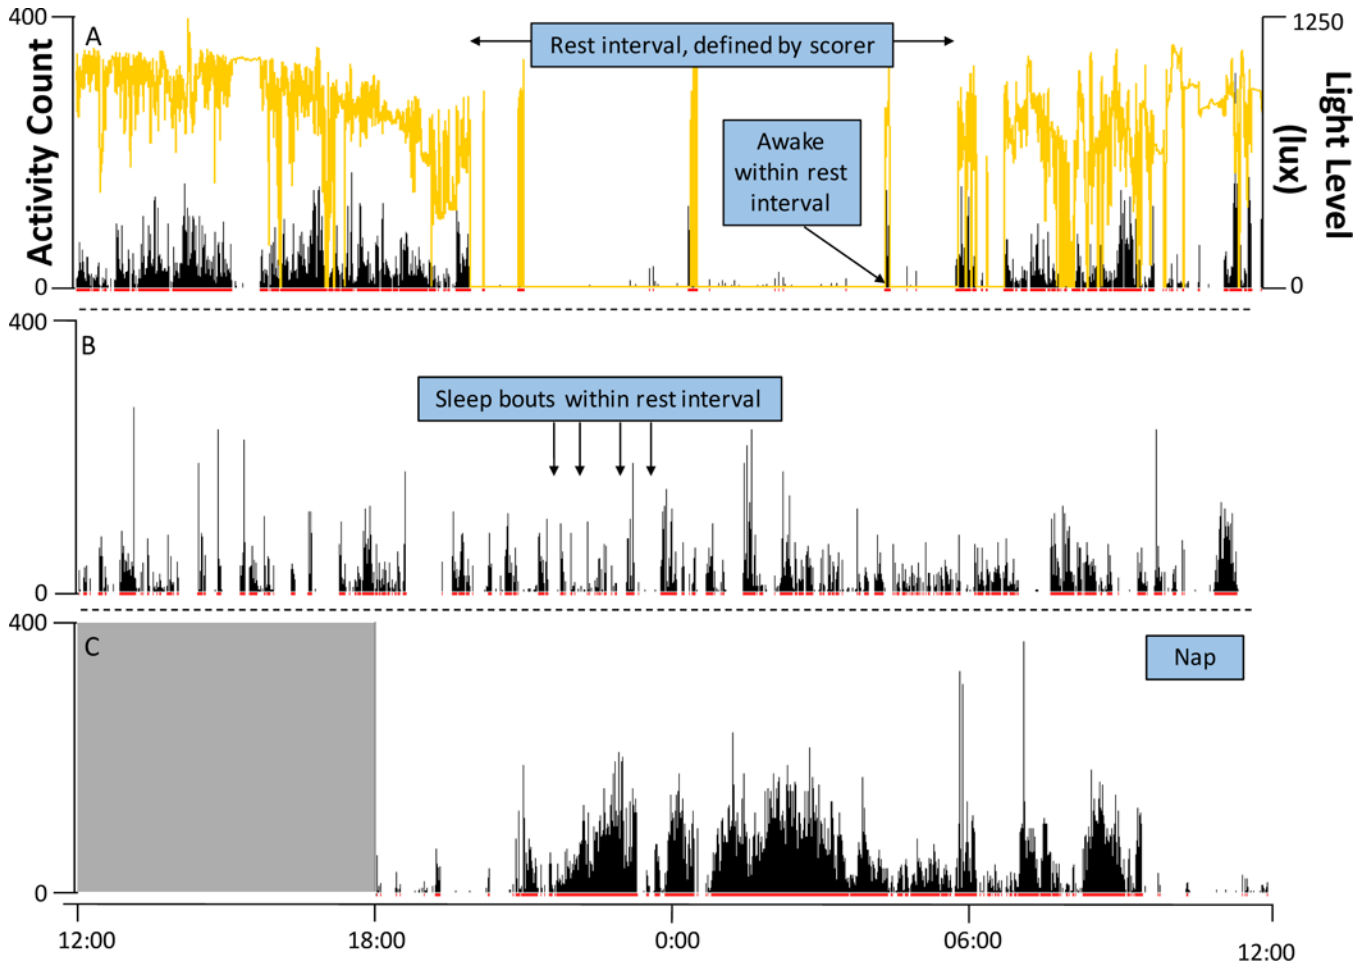 400
A
Activity Count
0
Rest interval, defined by scorer
Awake
within rest
interval
1250
Light Level
(lux)
0
400
B
0
Sleep bouts within rest interval
400
C
0
Nap
12:00
18:00
0:00
06:00
12:00